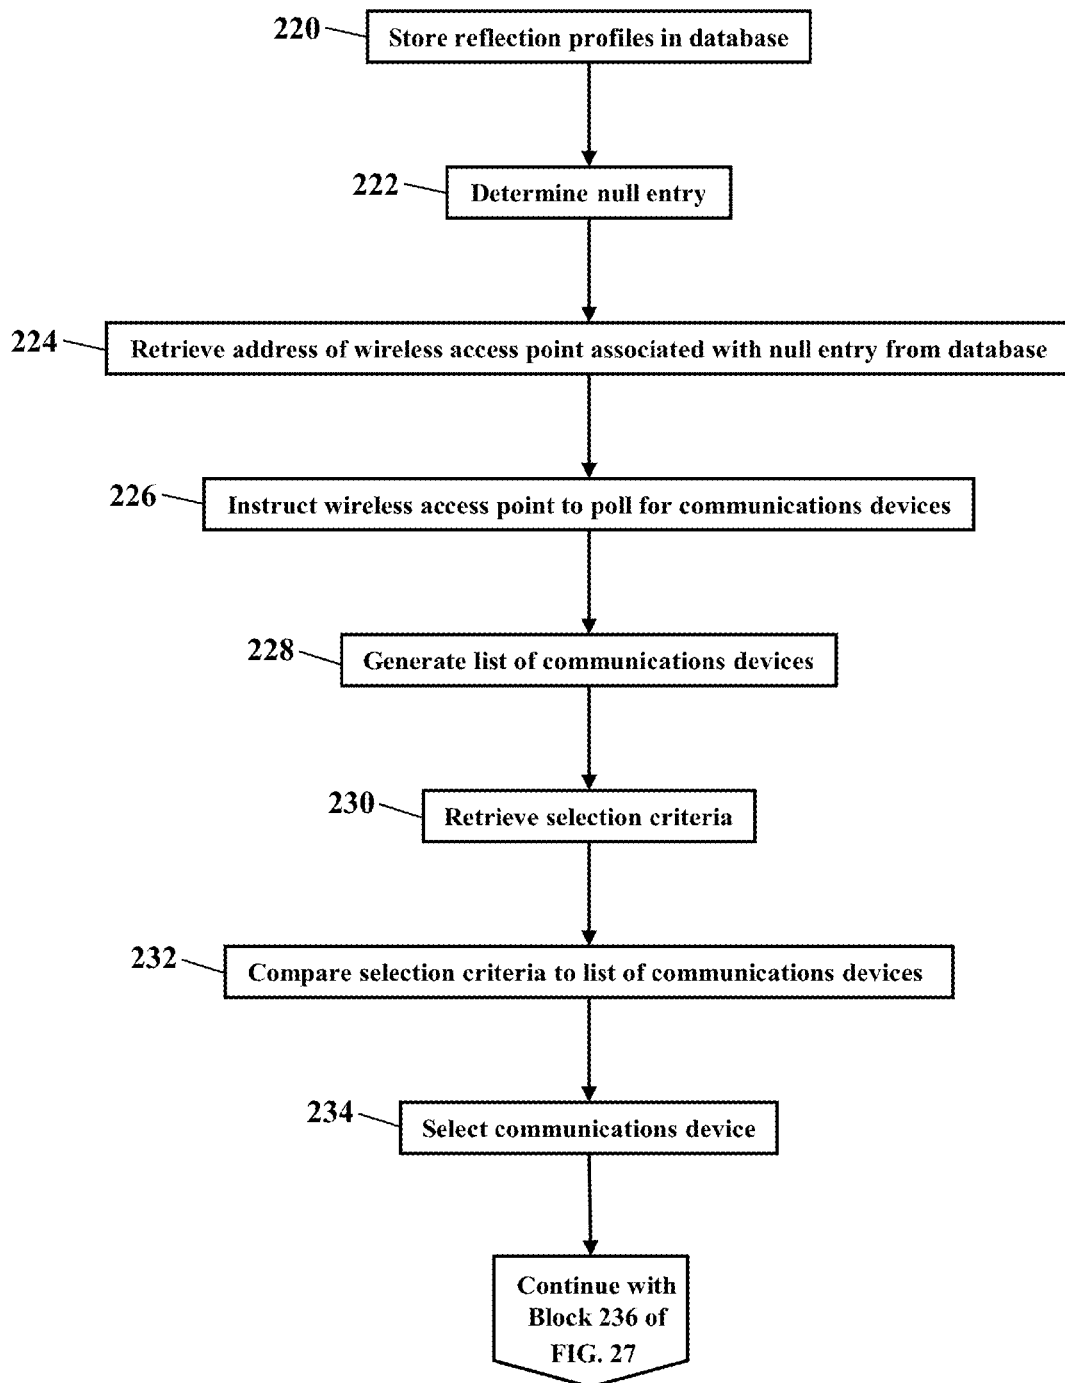 220
Store reflection profiles in database
222
Determine null entry
224
Retrieve address of wireless access point associated with null entry from database
226
Instruct wireless access point to poll for communications devices
228
Generate list of communications devices
230
Retrieve selection criteria
232
Compare selection criteria to list of communications devices
234
Select communications device
Continue with
Block 236 of
FIG. 27